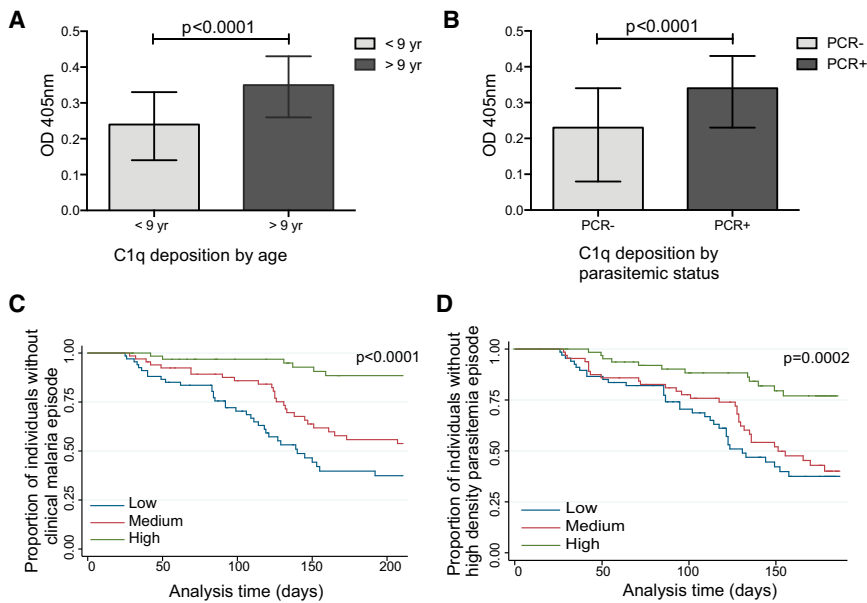 A
p<0.0001
< 9 yr
> 9 yr
OD 405nm
0.5
0.4
0.3
0.2
0.1
0.0
< 9 yr
> 9 yr
C1q deposition by age
B
p<0.0001
PCR-
PCR+
OD 405nm
0.5
0.4
0.3
0.2
0.1
0.0
PCR-
PCR+
C1q deposition by
parasitemic status
C
p<0.0001
Proportion of individuals without
clinical malaria episode
1.00
0.75
0.50
0.25
0.00
Low
Medium
High
0 50 100 150 200
Analysis time (days)
D
p=0.0002
Proportion of individuals without
high density parasitemia episode
1.00
0.75
0.50
0.25
0.00
Low
Medium
High
0 50 100 150
Analysis time (days)